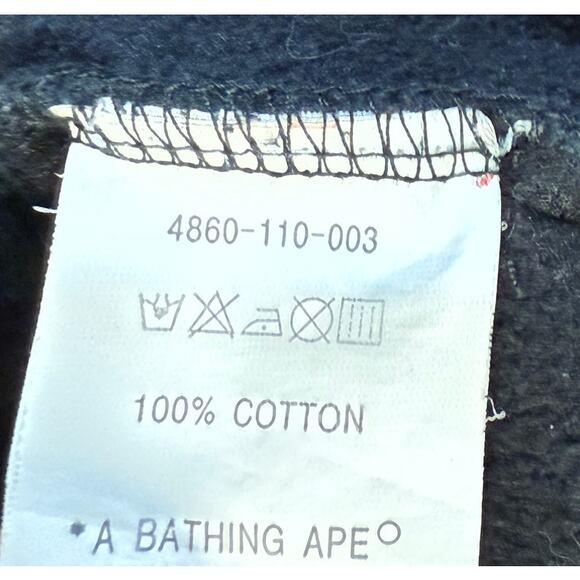 4860-110-003
100% COTTON
*A BATHING APE○